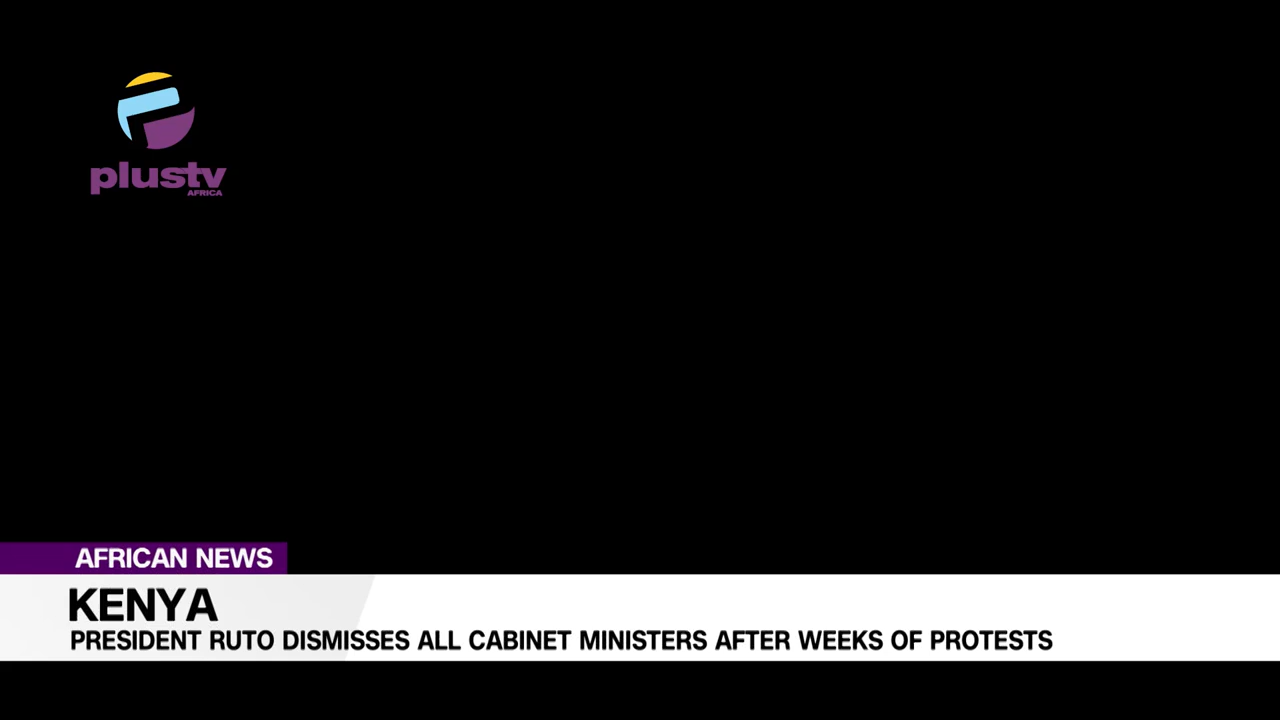 plustv
AFRICA
AFRICAN NEWS
KENYA
PRESIDENT RUTO DISMISSES ALL CABINET MINISTERS AFTER WEEKS OF PROTESTS